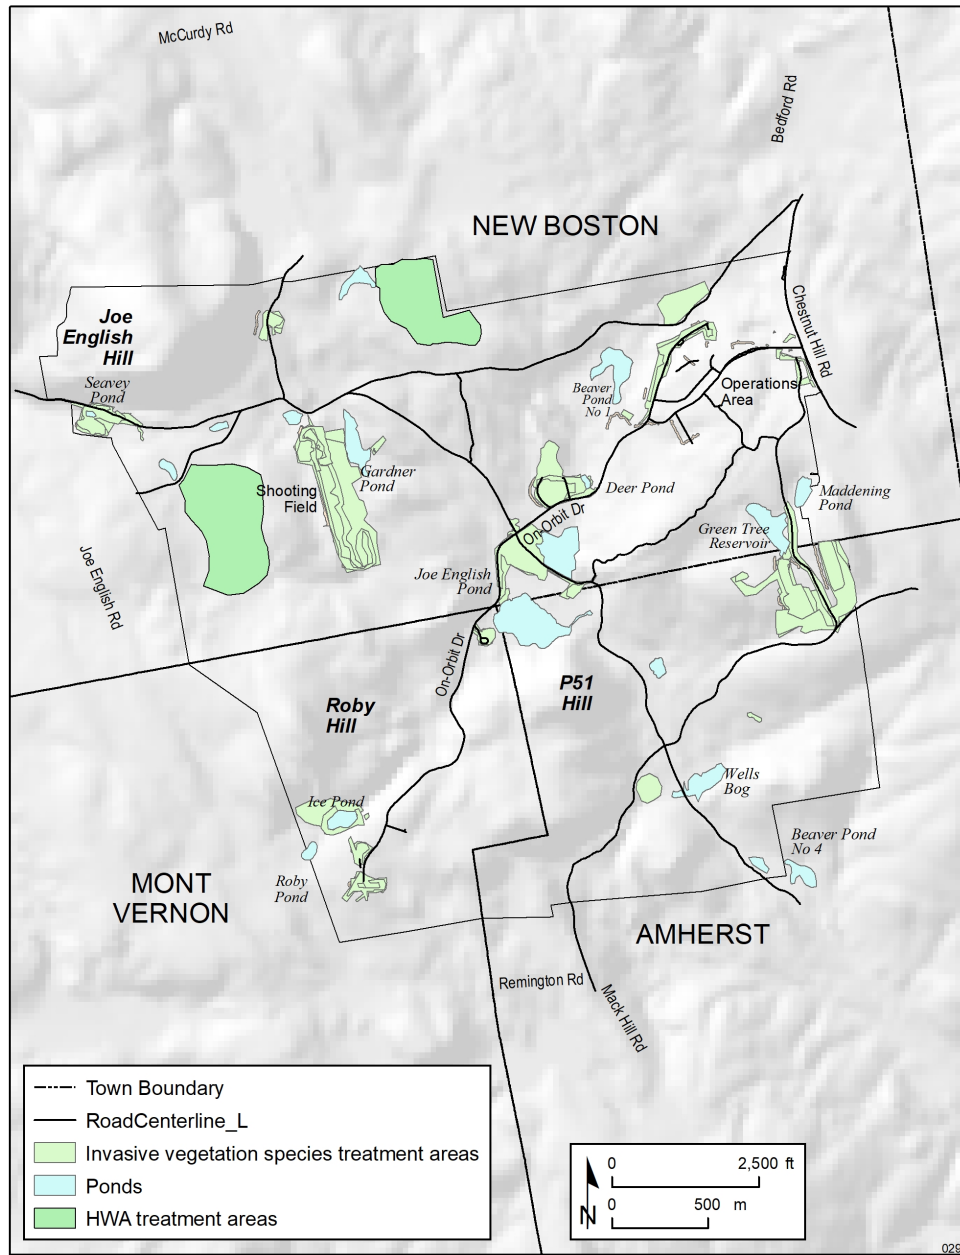 McCurdy Rd
Bedford Rd
NEW BOSTON
Chestnut Hill Rd
Joe
English
Hill
Seavey
Pond
Beaver
Pond
No 1
Operations
Area
Shooting
Field
Gardner
Pond
Deer Pond
Maddening
Pond
On-Orbit Dr
Green Tree
Reservoir
Joe English
Pond
Joe English Rd
On-Orbit Dr
P51
Hill
Roby
Hill
Wells
Bog
Ice Pond
Beaver Pond
No 4
Roby
Pond
MONT
VERNON
AMHERST
Remington Rd
Mack Hill Rd
Town Boundary
RoadCenterline_L
Invasive vegetation species treatment areas
Ponds
HWA treatment areas
N
0 2,500 ft
0 500 m
029